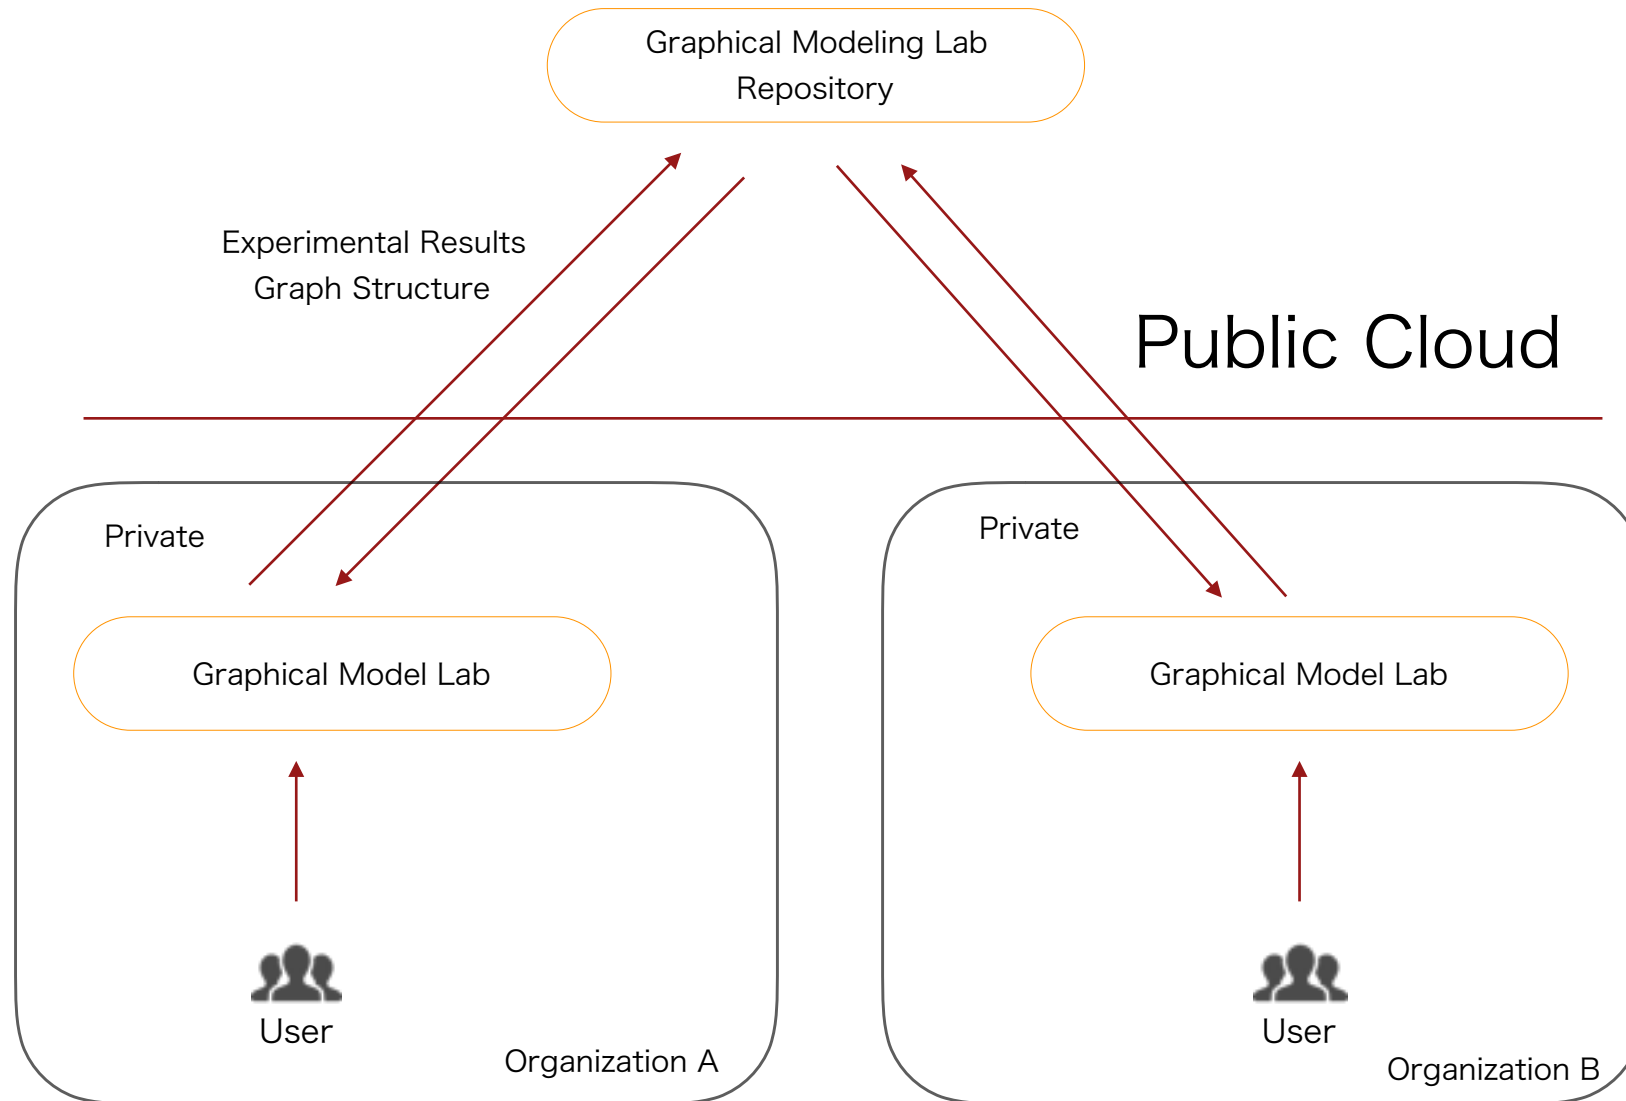 Graphical Modeling Lab
Repository
Experimental Results
Graph Structure
Public Cloud
Private
Private
Graphical Model Lab
Graphical Model Lab
User
User
Organization A
Organization B